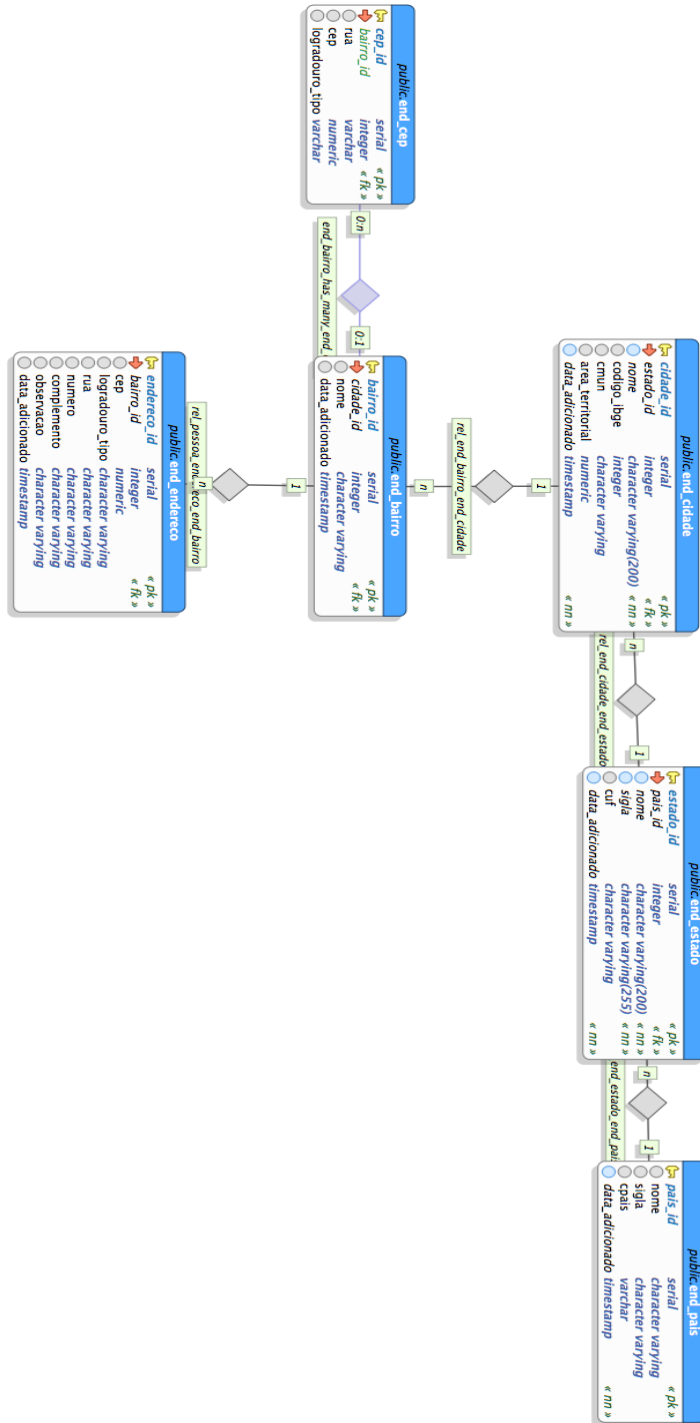 public.end_cep
cep_id serial « pk »
bairro_id integer « fk »
rua varchar
cep numeric
logradouro_tipo varchar
0:n
end_bairro_has_many_end_
0:1
public.end_cidade
cidade_id serial « pk »
estado_id integer « fk »
nome character varying(200) « nn »
codigo_ibge integer
cmun character varying
area_territorial numeric
data_adicionado timestamp « nn »
public.end_bairro
bairro_id serial « pk »
cidade_id integer « fk »
nome character varying
data_adicionado timestamp
1
rel_end_bairro_end_cidade
n
public.end_endereco
endereco_id serial « pk »
bairro_id integer « fk »
cep numeric
logradouro_tipo character varying
rua character varying
numero character varying
complemento character varying
observacao character varying
data_adicionado timestamp
1
n
eco_end_bairro
n
rel_end_cidade_end_estado
1
public.end_estado
estado_id serial « pk »
pais_id integer « fk »
nome character varying(200) « nn »
sigla character varying(255) « nn »
cuf character varying
data_adicionado timestamp « nn »
n
end_estado_end_pais
1
public.end_pais
pais_id serial « pk »
nome character varying
sigla character varying
cpais varchar
data_adicionado timestamp « nn »